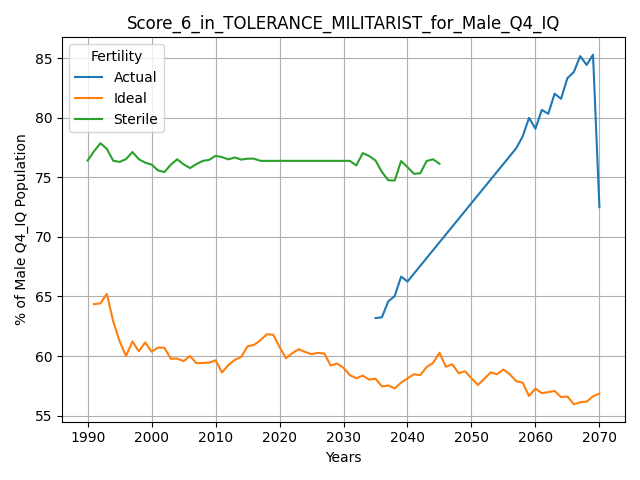 Score_6_in_TOLERANCE_MILITARIST_for_Male_Q4_IQ
Fertility
Actual
Ideal
Sterile
% of Male Q4_IQ Population
85
80
75
70
65
60
55
1990
2000
2010
2020
2030
2040
2050
2060
2070
Years